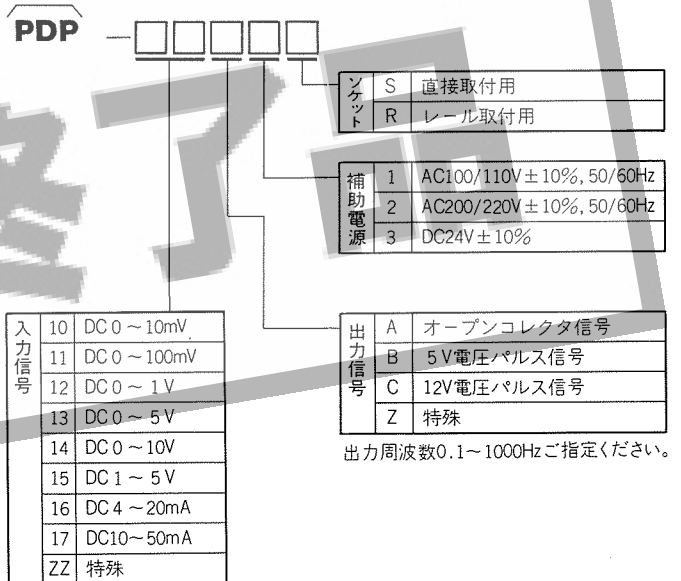 PDP
ソケット
S 直接取付用
R レール取付用
補助電源
1 AC100/110V±10%,50/60Hz
2 AC200/220V±10%,50/60Hz
3 DC24V±10%
入力信号
10 DC 0～10mV
11 DC 0～100mV
12 DC 0～1V
13 DC 0～5V
14 DC 0～10V
15 DC 1～5V
16 DC 4～20mA
17 DC10～50mA
ZZ 特殊
出力信号
A オープンコレクタ信号
B 5V電圧パルス信号
C 12V電圧パルス信号
Z 特殊
出力周波数0.1～1000Hzご指定ください。
終了品